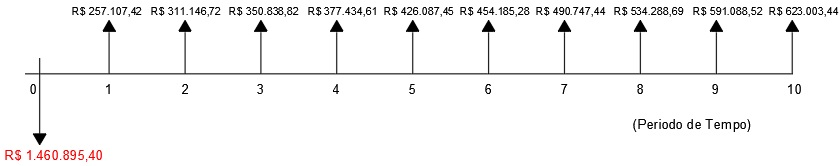 R$ 257.107,42 R$ 311.146,72 R$ 350.838,82 R$ 377.434,61 R$ 426.087,45 R$ 454.185,28 R$ 490.747,44 R$ 534.288,69 R$ 591.088,52 R$ 623.003,44
0 1 2 3 4 5 6 7 8 9 10
(Periodo de Tempo)
R$ 1.460.895,40